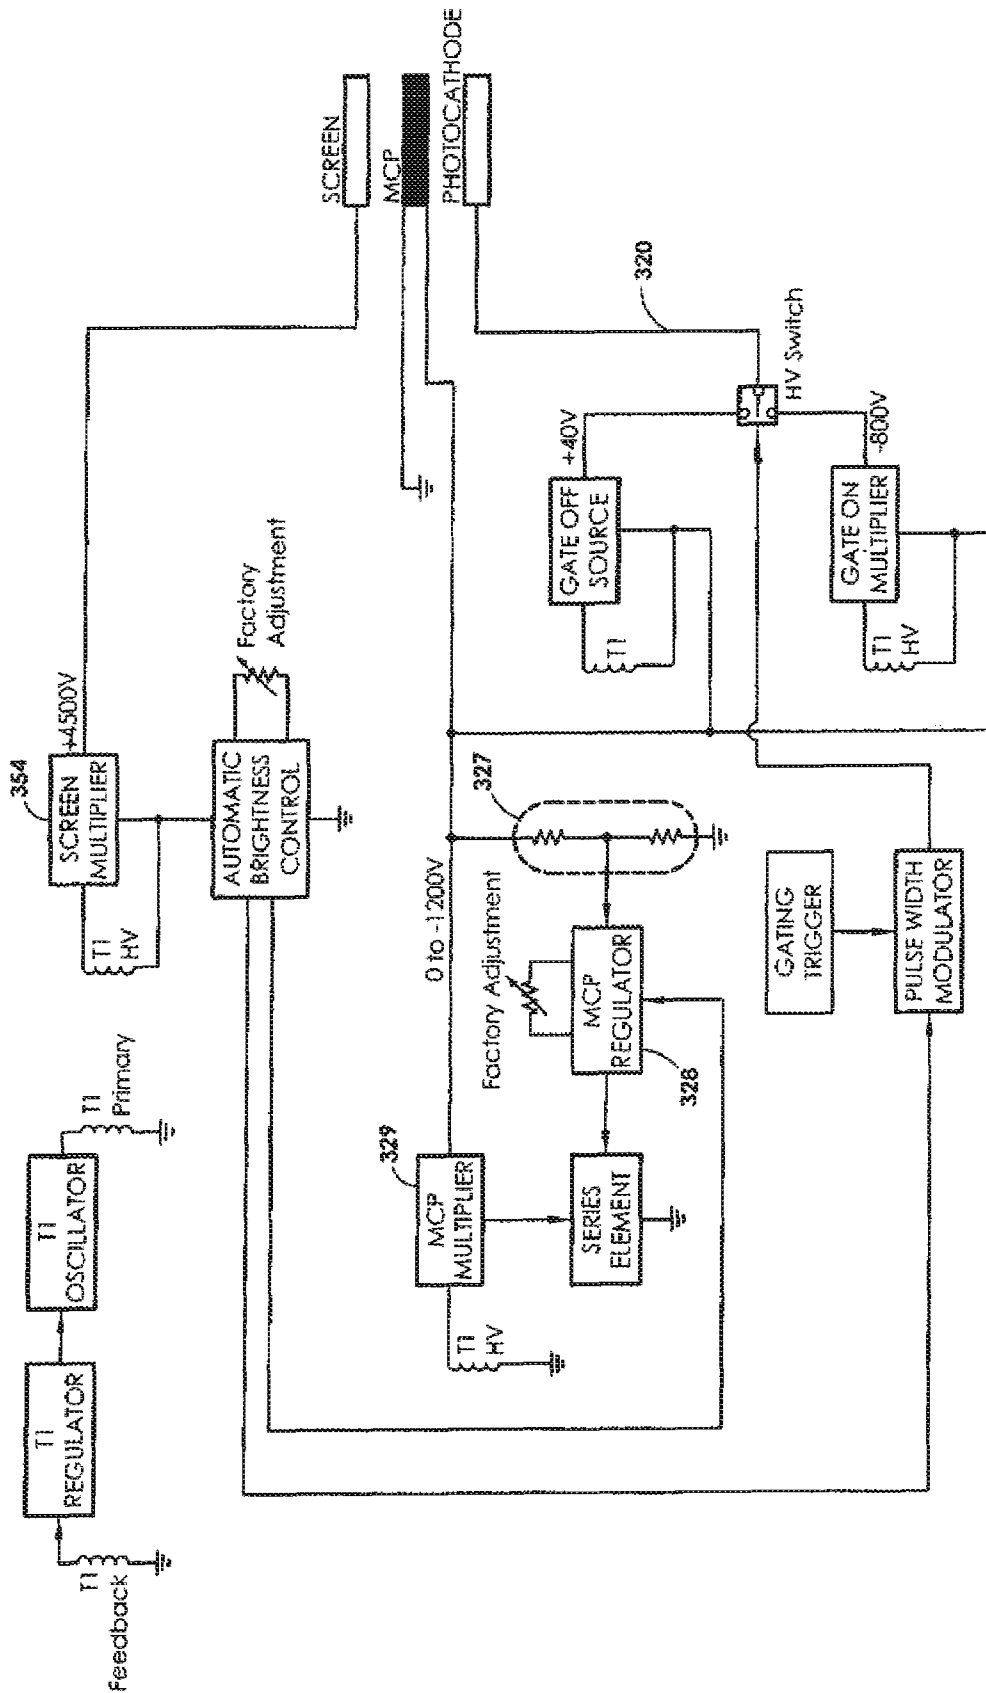 T1
Feedback
T1
REGULATOR
T1
OSCILLATOR
T1
Primary
354
SCREEN
MULTIPLIER
+4500V
T1
HV
AUTOMATIC
BRIGHTNESS
CONTROL
Factory
Adjustment
SCREEN
MCP
PHOTOCATHODE
329
MCP
MULTIPLIER
T1
HV
0 to -1200V
327
Factory Adjustment
MCP
REGULATOR
328
SERIES
ELEMENT
GATE OFF
SOURCE
+40V
T1
320
HV Switch
GATING
TRIGGER
PULSE WIDTH
MODULATOR
GATE ON
MULTIPLIER
-800V
T1
HV